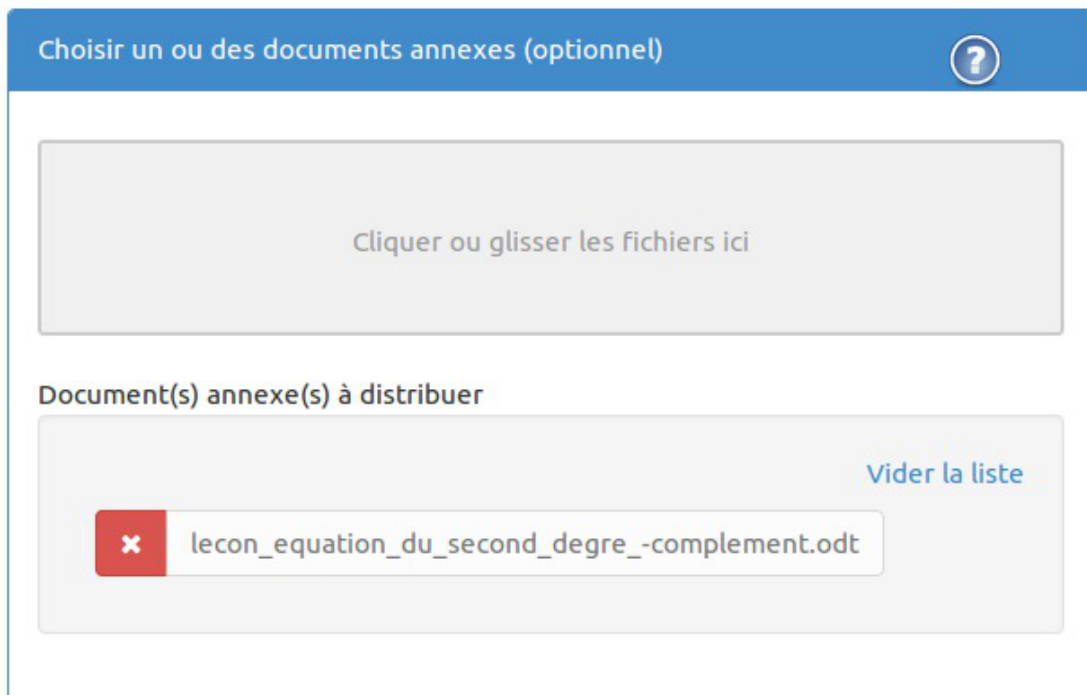 Choisir un ou des documents annexes (optionnel)
?
Cliquer ou glisser les fichiers ici
Document(s) annexe(s) à distribuer
Vider la liste
lecon_equation_du_second_degre_-complement.odt